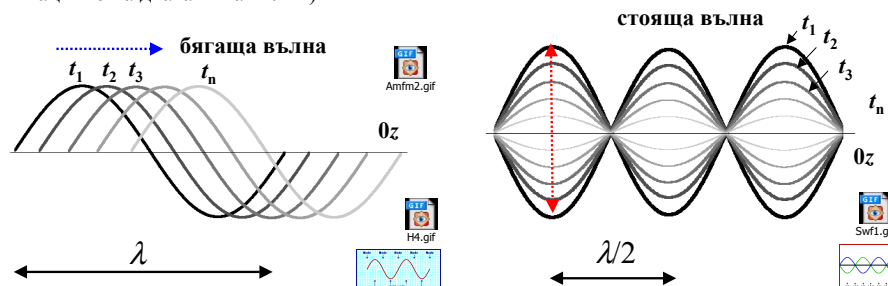 стояща вълна
бягаща вълна
t1 t2 t3 tn
Amfm2.gif
0z
H4.gif
λ
t1
t2
t3
tn
0z
Swf1.g
λ/2